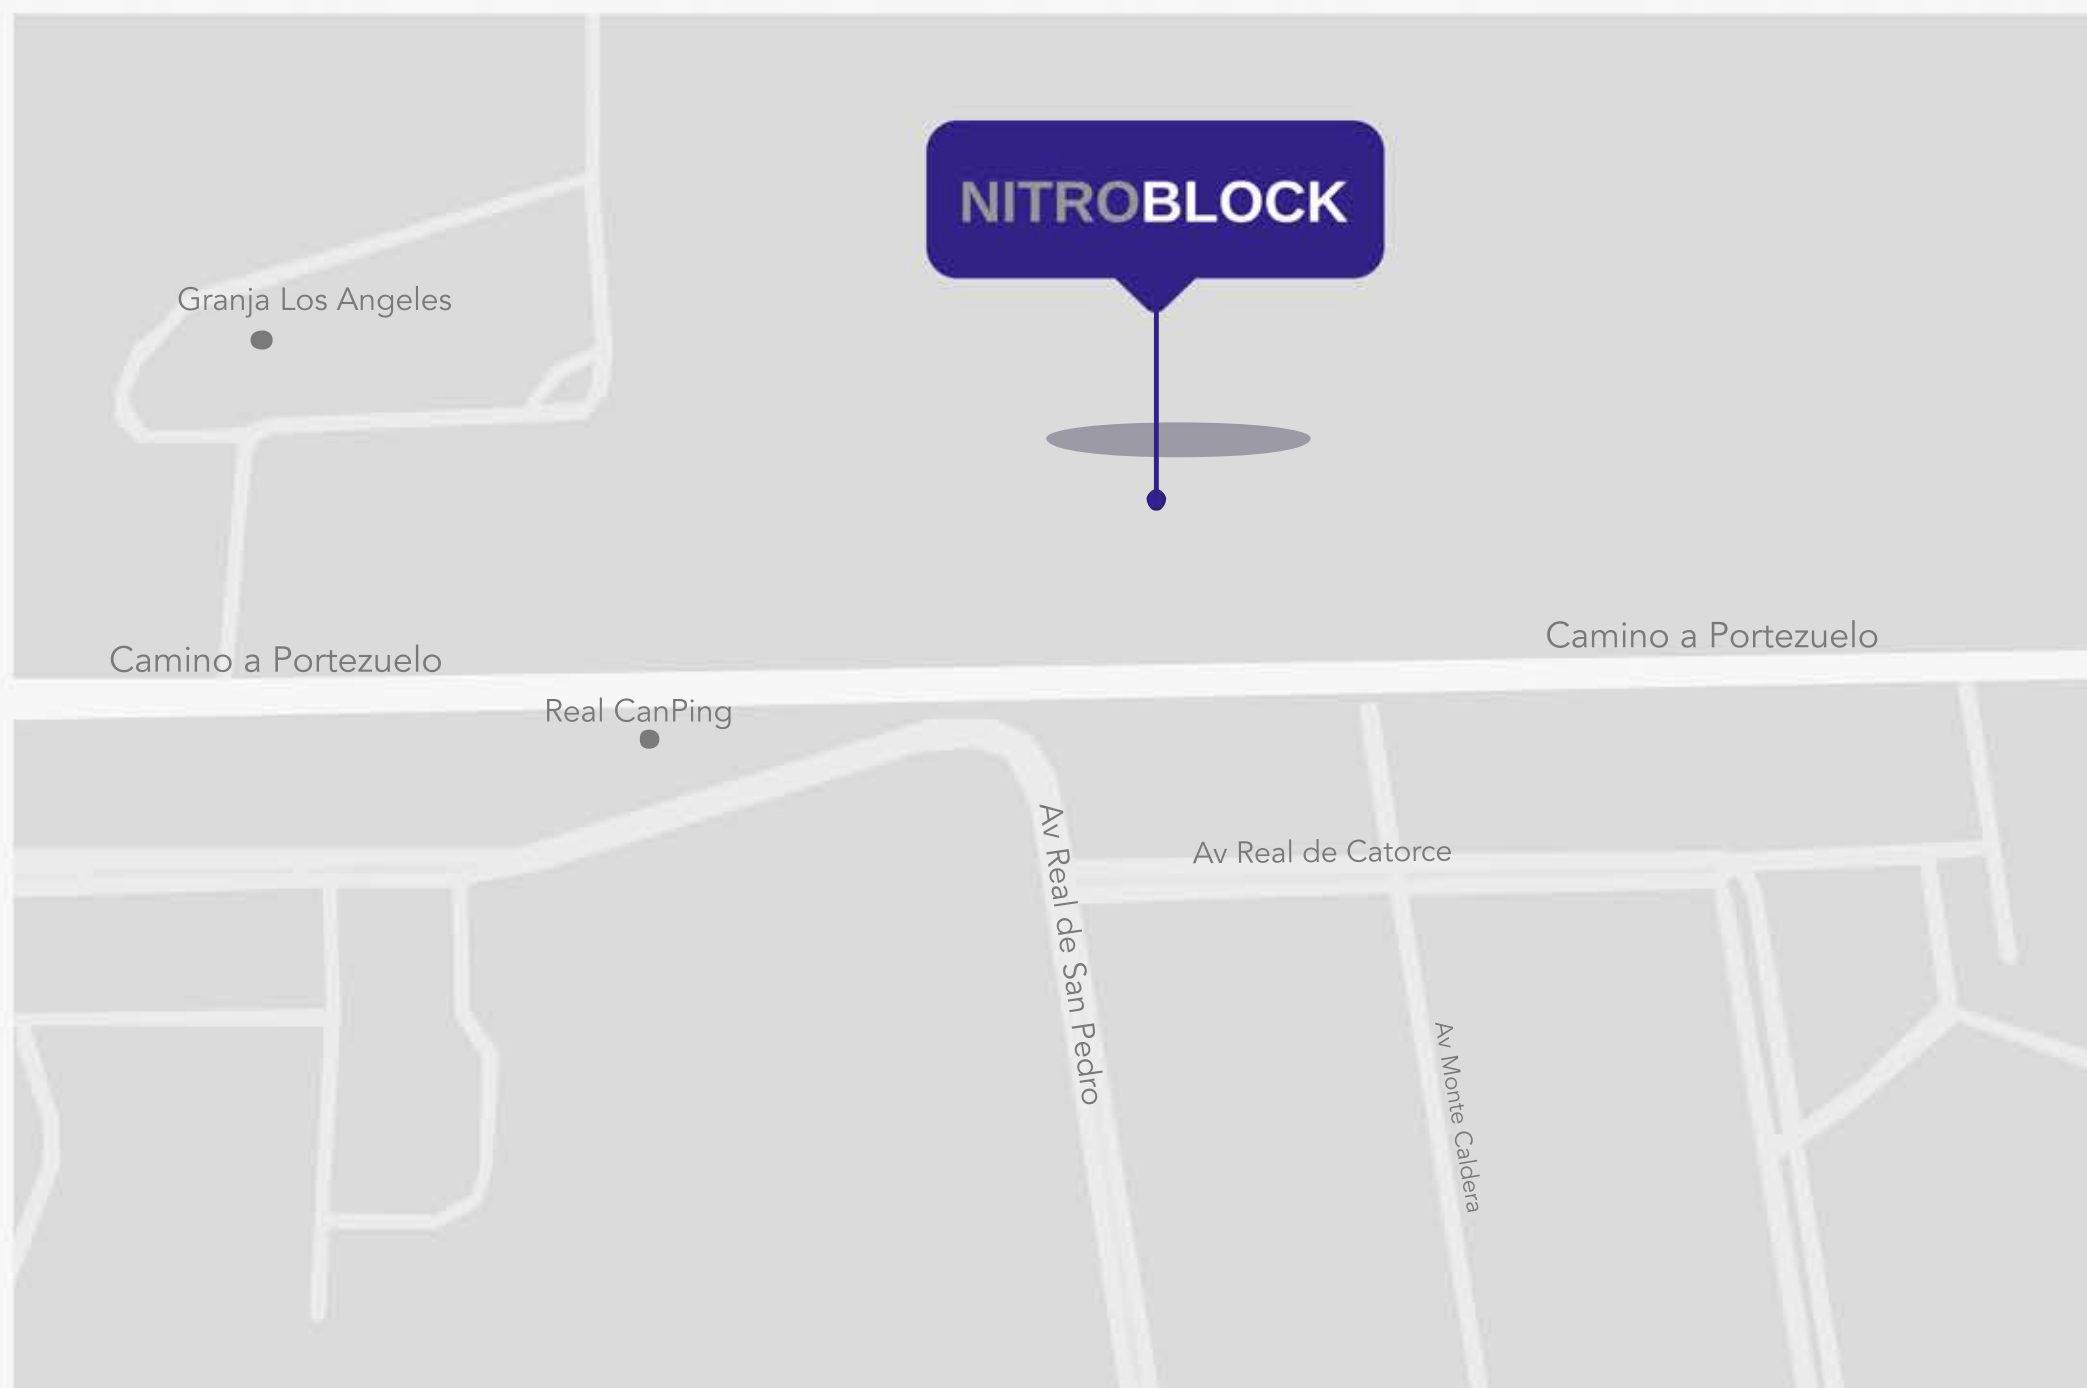 NITROBLOCK
Granja Los Angeles
Camino a Portezuelo
Camino a Portezuelo
Real CanPing
Av Real de San Pedro
Av Real de Catorce
Av Monte Caldera